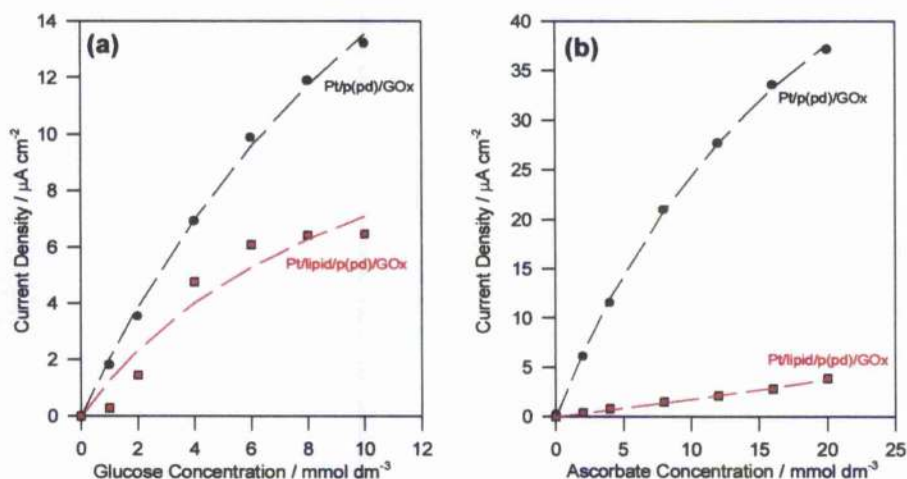 (a)
14
12
10
8
6
4
2
0
Current Density / μA cm⁻²
Pt/p(pd)/GOx
Pt/lipid/p(pd)/GOx
0 2 4 6 8 10 12
Glucose Concentration / mmol dm⁻³
(b)
40
35
30
25
20
15
10
5
0
Current Density / μA cm⁻²
Pt/p(pd)/GOx
Pt/lipid/p(pd)/GOx
0 5 10 15 20 25
Ascorbate Concentration / mmol dm⁻³